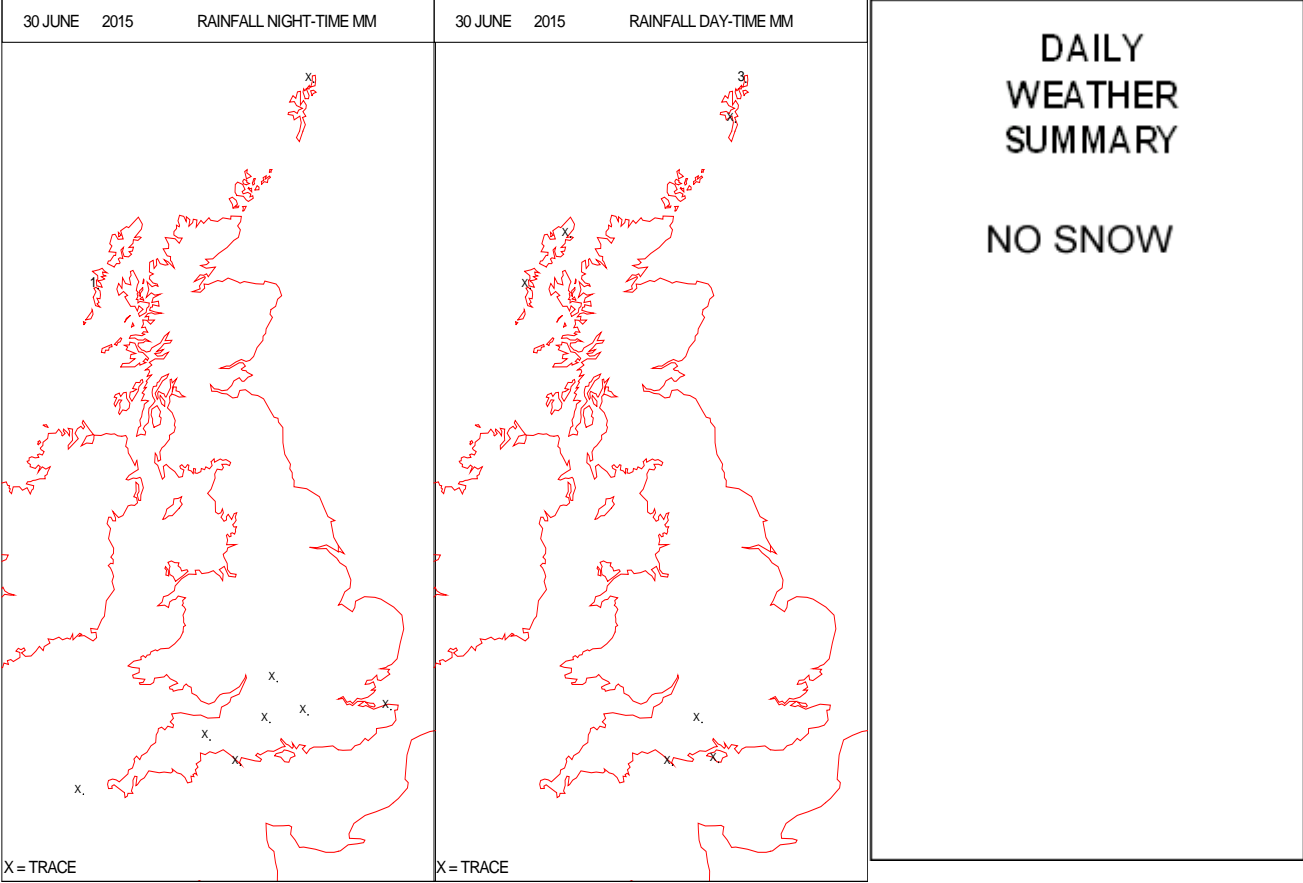 30 JUNE 2015 RAINFALL NIGHT-TIME MM
x
1
x.
x.
x.
x.
x.
x.
x.
X = TRACE
30 JUNE 2015 RAINFALL DAY-TIME MM
3
x.
x.
x
x.
x.
x.
X = TRACE
DAILY
WEATHER
SUMMARY
NO SNOW